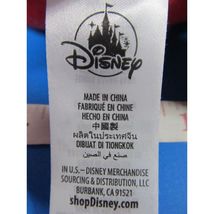 Disney
MADE IN CHINA
FABRIQUÉ EN CHINE
HECHO EN CHINA
中國製
ผลิตในประเทศจีน
DIBUAT DI TIONGKOK
صنع في الصين
IN U.S.– DISNEY MERCHANDISE
SOURCING & DISTRIBUTION, LLC
BURBANK, CA 91521
shopDisney.com